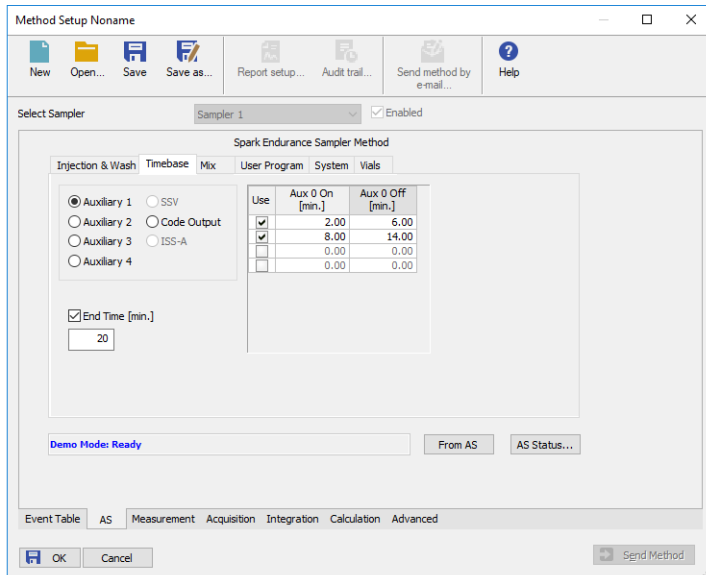 Method Setup Noname
New Open... Save Save as... Report setup... Audit trail... Send method by e-mail... Help
Select Sampler Sampler 1 Enabled
Spark Endurance Sampler Method
Injection & Wash Timebase Mix User Program System Vials
Auxiliary 1 SSV
Auxiliary 2 Code Output
Auxiliary 3 ISS-A
Auxiliary 4
End Time [min.]
20
Use Aux 0 On [min.] Aux 0 Off [min.]
2.00 6.00
8.00 14.00
0.00 0.00
0.00 0.00
Demo Mode: Ready From AS AS Status...
Event Table AS Measurement Acquisition Integration Calculation Advanced
OK Cancel Send Method